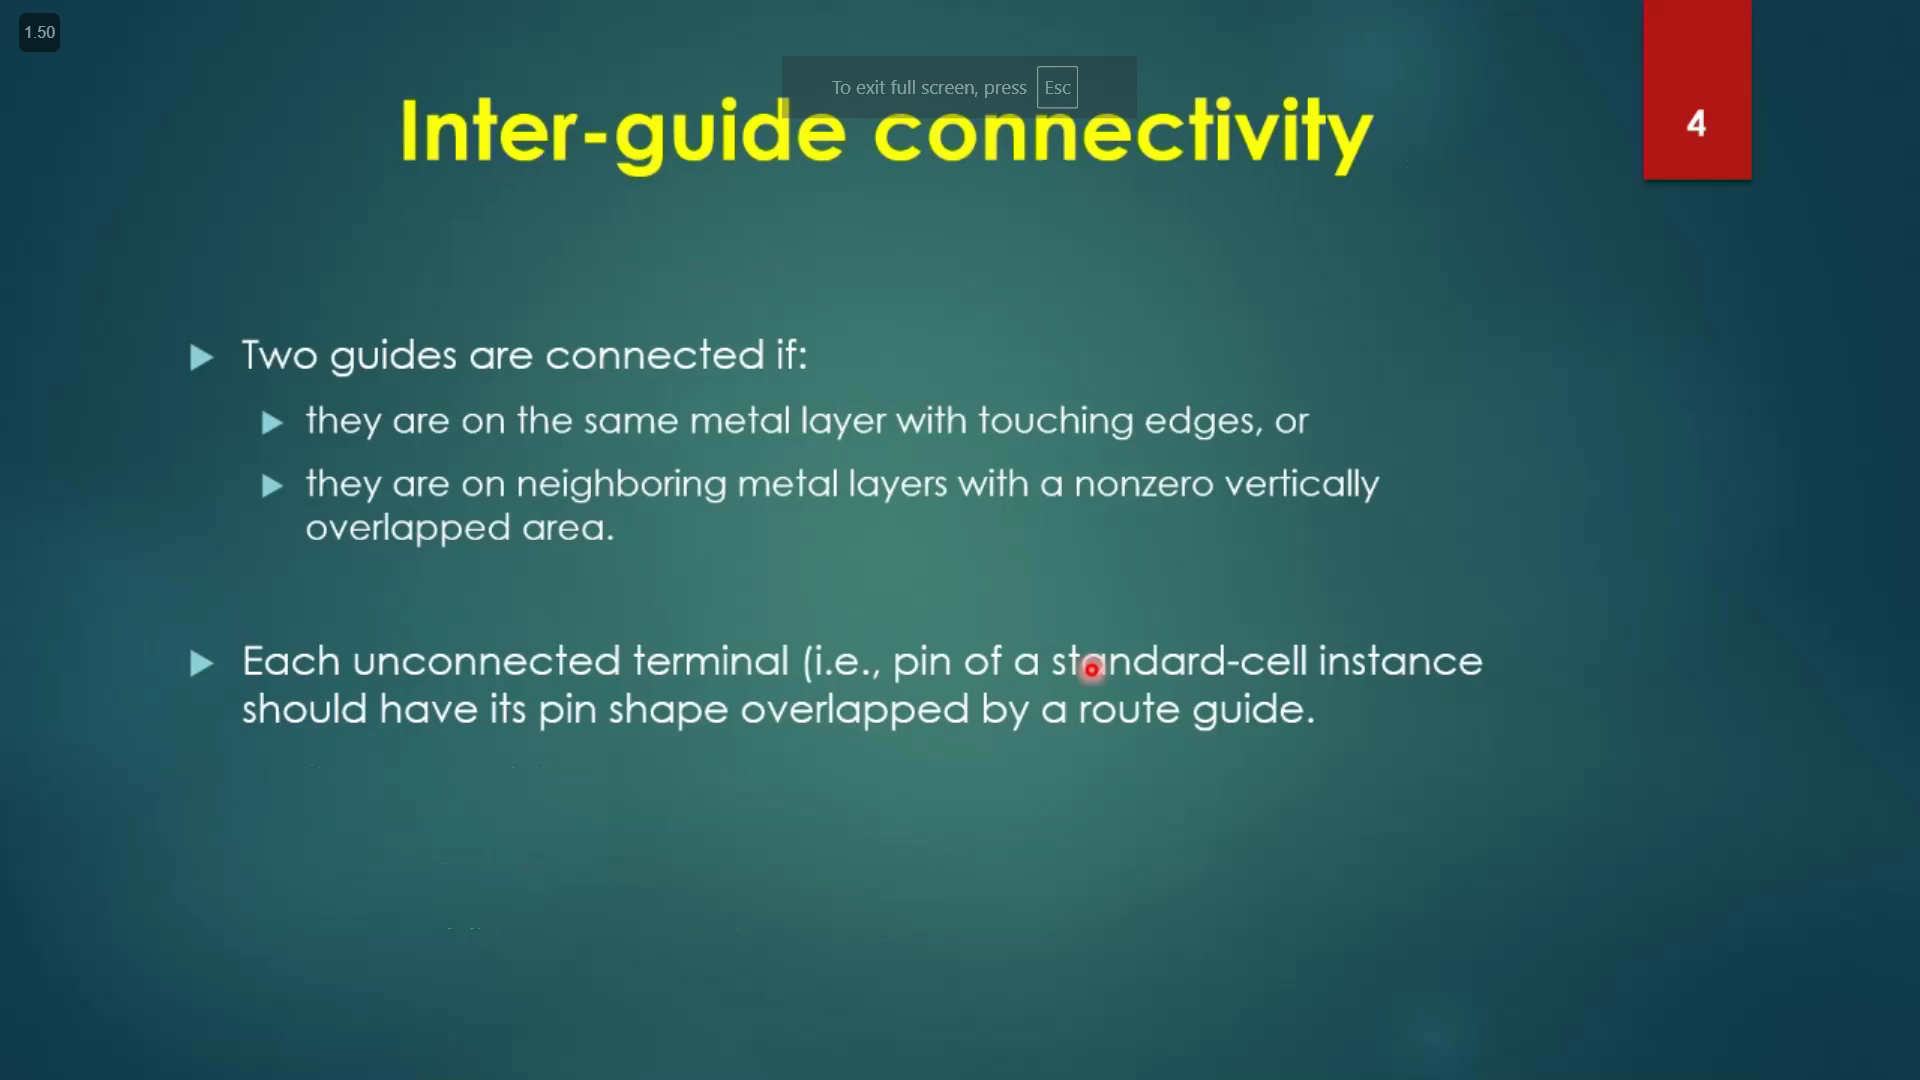 1.50
To exit full screen, press Esc
Inter-guide connectivity
4
Two guides are connected if:
they are on the same metal layer with touching edges, or
they are on neighboring metal layers with a nonzero vertically
overlapped area.
Each unconnected terminal (i.e., pin of a standard-cell instance
should have its pin shape overlapped by a route guide.